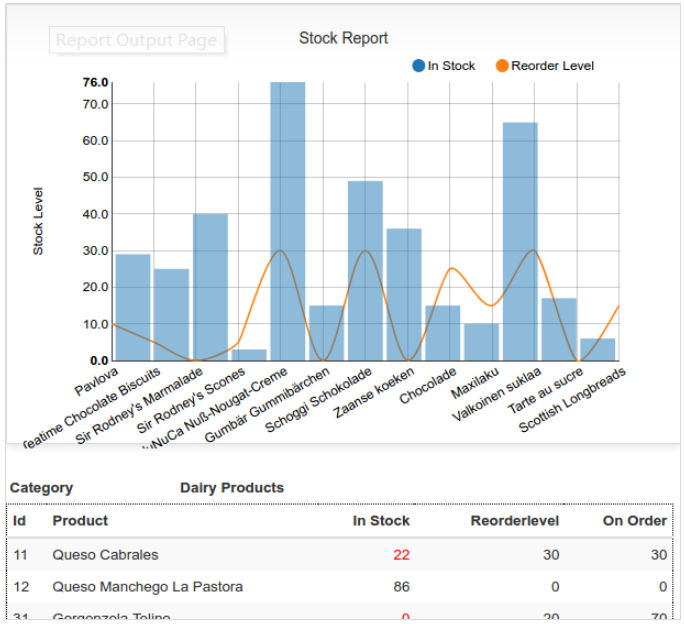 Report Output Page
Stock Report
In Stock
Reorder Level
76.0
70.0
60.0
50.0
40.0
30.0
20.0
10.0
0.0
Stock Level
Pavlova
Chocolate Biscuits
Sir Rodney's Marmalade
Sir Rodney's Scones
Nuß-Nougat-Creme
Gumbär Gummibärchen
Schoggi Schokolade
Zaanse koeken
Chocolade
Maxilaku
Valkoinen suklaa
Tarte au sucre
Scottish Longbreads
Category Dairy Products
Id Product In Stock Reorderlevel On Order
11 Queso Cabrales 22 30 30
12 Queso Manchego La Pastora 86 0 0
31 Gorgonzola Telino 0 20 70